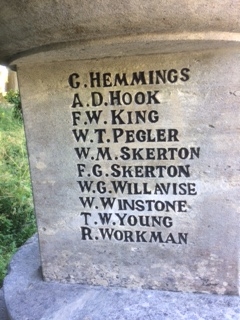 C. HEMMINGS
A. D. HOOK
F. W. KING
W. T. PEGLER
W. M. SKERTON
F. G. SKERTON
W. G. WILLAVISE
W. WINSTONE
T. W. YOUNG
R. WORKMAN